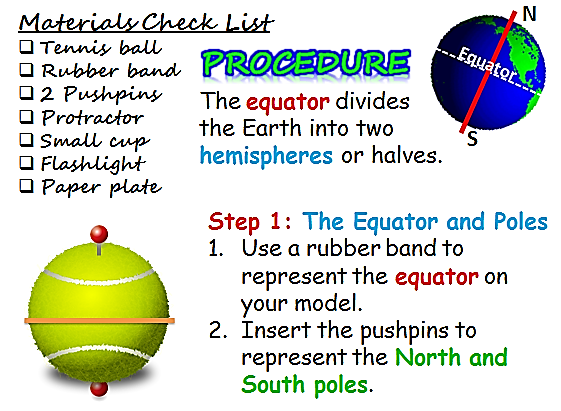 Materials Check List
❑ Tennis ball
❑ Rubber band
❑ 2 Pushpins
❑ Protractor
❑ Small cup
❑ Flashlight
❑ Paper plate
PROCEDURE
The equator divides
the Earth into two
hemispheres or halves.
N
Equator
S
Step 1: The Equator and Poles
1. Use a rubber band to
represent the equator on
your model.
2. Insert the pushpins to
represent the North and
South poles.